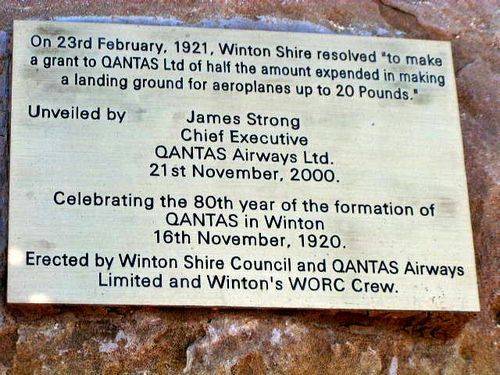 On 23rd February, 1921, Winton Shire resolved "to make
a grant to QANTAS Ltd of half the amount expended in making
a landing ground for aeroplanes up to 20 Pounds."
Unveiled by James Strong
Chief Executive
QANTAS Airways Ltd.
21st November, 2000.
Celebrating the 80th year of the formation of
QANTAS in Winton
16th November, 1920.
Erected by Winton Shire Council and QANTAS Airways
Limited and Winton's WORC Crew.